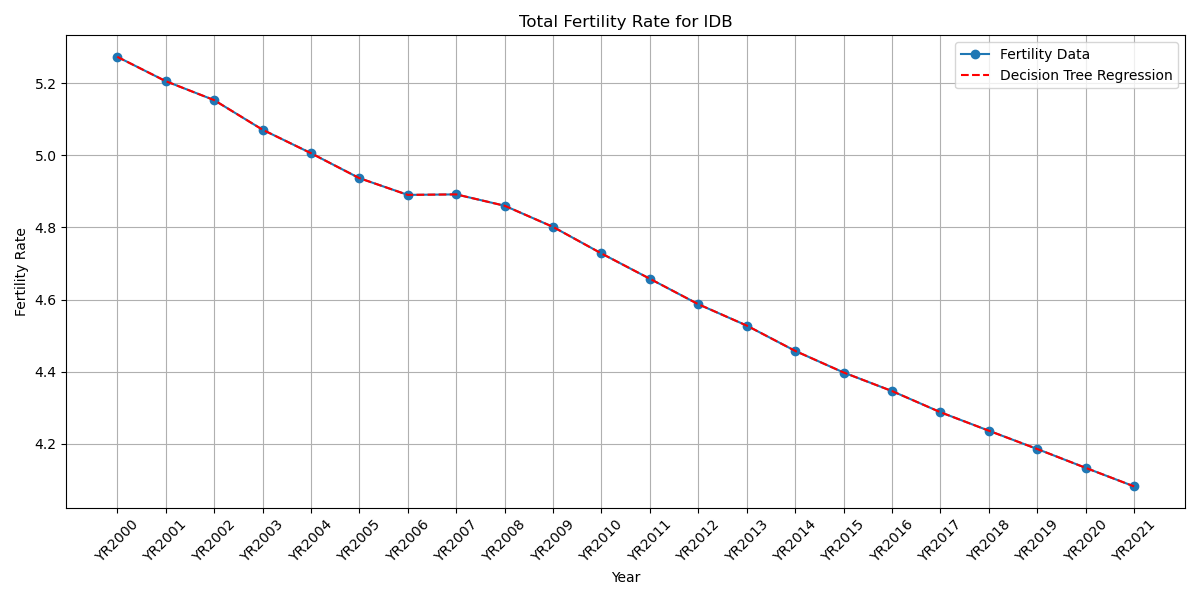 Total Fertility Rate for IDB
Fertility Data
Decision Tree Regression
Fertility Rate
5.2
5.0
4.8
4.6
4.4
4.2
YR2000
YR2001
YR2002
YR2003
YR2004
YR2005
YR2006
YR2007
YR2008
YR2009
YR2010
YR2011
YR2012
YR2013
YR2014
YR2015
YR2016
YR2017
YR2018
YR2019
YR2020
YR2021
Year